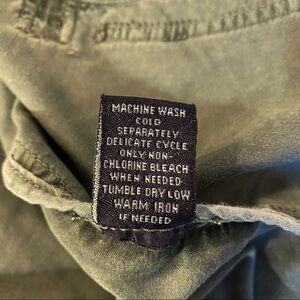 MACHINE WASH
COLD
SEPARATELY
DELICATE CYCLE
ONLY NON-
CHLORINE BLEACH
WHEN NEEDED
TUMBLE DRY LOW
WARM IRON
IF NEEDED